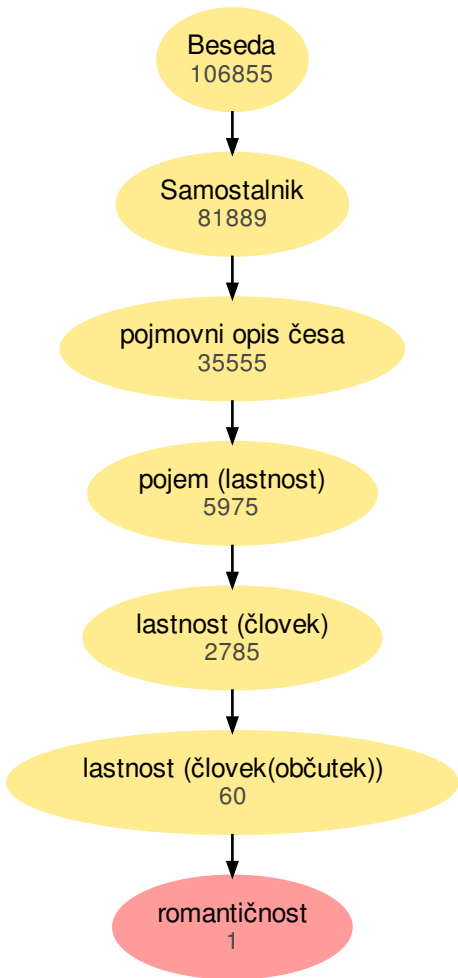 Beseda
106855
Samostalnik
81889
pojmovni opis česa
35555
pojem (lastnost)
5975
lastnost (človek)
2785
lastnost (človek(občutek))
60
romantičnost
1